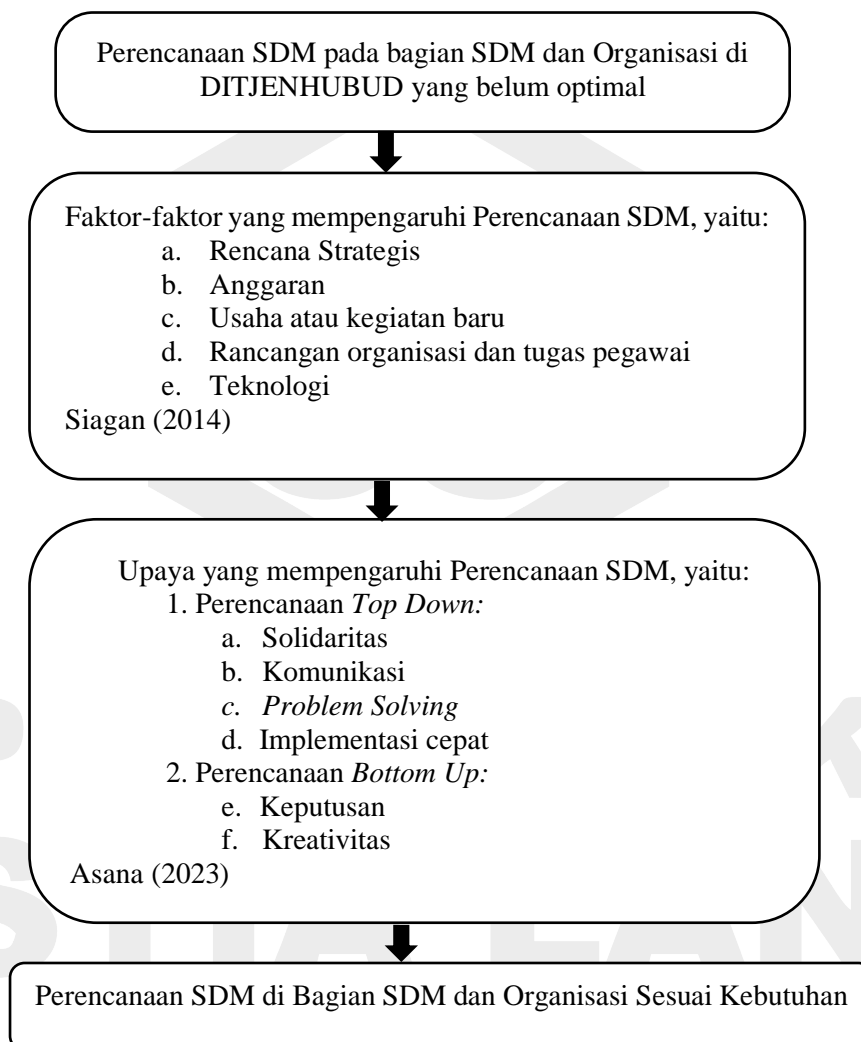 Perencanaan SDM pada bagian SDM dan Organisasi di
DITJENHUBUD yang belum optimal
Faktor-faktor yang mempengaruhi Perencanaan SDM, yaitu:
a. Rencana Strategis
b. Anggaran
c. Usaha atau kegiatan baru
d. Rancangan organisasi dan tugas pegawai
e. Teknologi
Siagan (2014)
Upaya yang mempengaruhi Perencanaan SDM, yaitu:
1. Perencanaan Top Down:
a. Solidaritas
b. Komunikasi
c. Problem Solving
d. Implementasi cepat
2. Perencanaan Bottom Up:
e. Keputusan
f. Kreativitas
Asana (2023)
Perencanaan SDM di Bagian SDM dan Organisasi Sesuai Kebutuhan